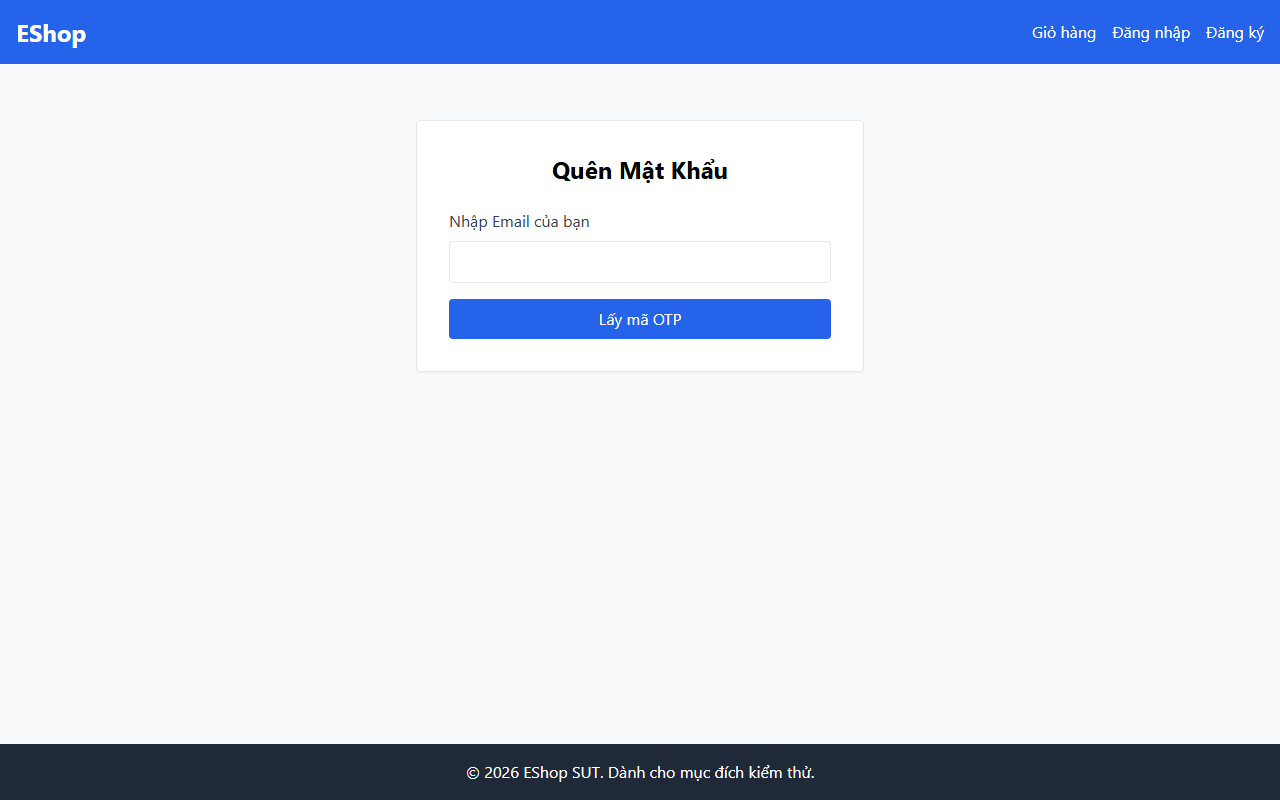 EShop
Giỏ hàng Đăng nhập Đăng ký
Quên Mật Khẩu
Nhập Email của bạn
Lấy mã OTP
© 2026 EShop SUT. Dành cho mục đích kiểm thử.